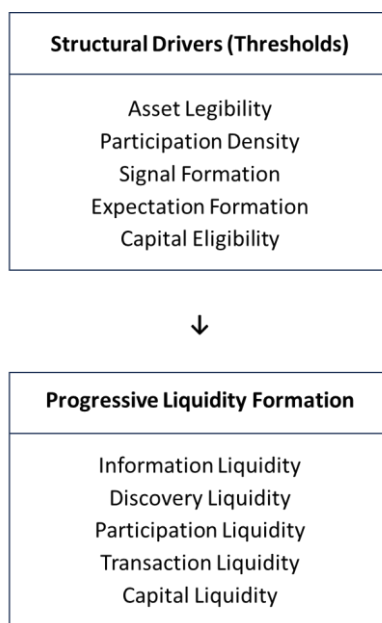 Structural Drivers (Thresholds)
Asset Legibility
Participation Density
Signal Formation
Expectation Formation
Capital Eligibility
↓
Progressive Liquidity Formation
Information Liquidity
Discovery Liquidity
Participation Liquidity
Transaction Liquidity
Capital Liquidity